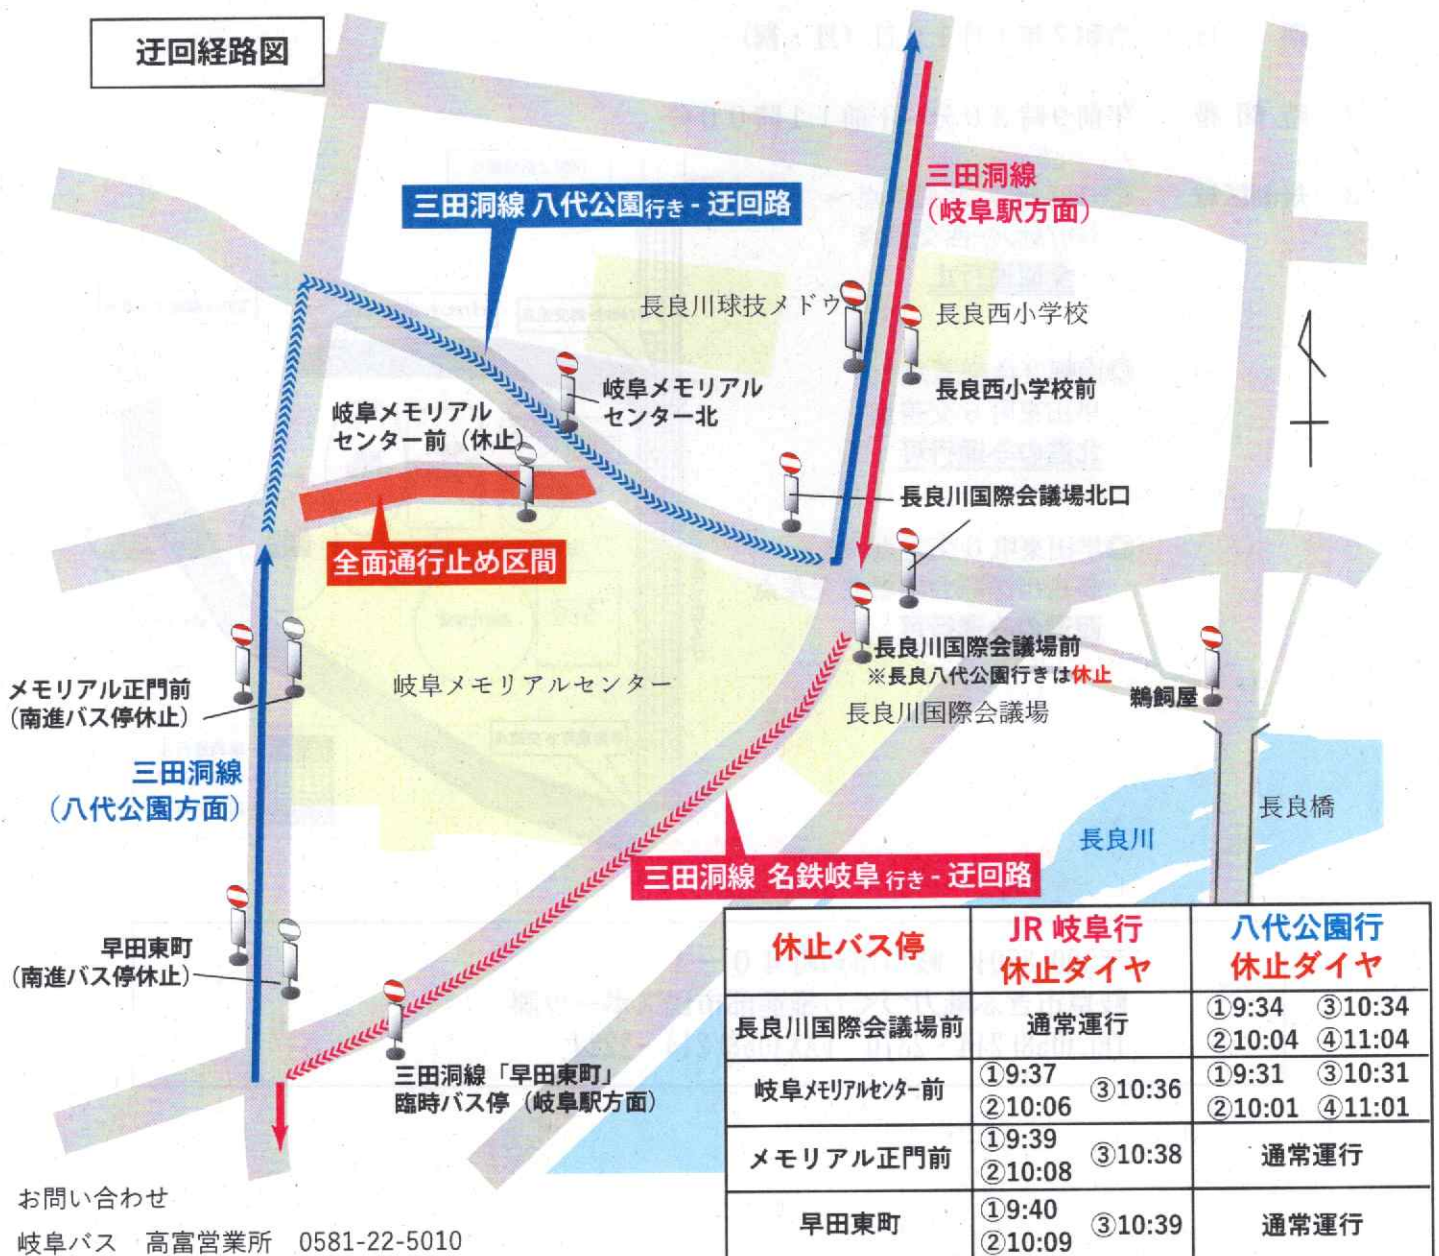 迂回経路図
三田洞線 八代公園行き - 迂回路
三田洞線
（岐阜駅方面）
長良川球技メドウ
長良西小学校
長良西小学校前
岐阜メモリアル
センター北
岐阜メモリアル
センター前（休止）
長良川国際会議場北口
全面通行止め区間
長良川国際会議場前
※長良八代公園行きは休止
長良川国際会議場
鵜飼屋
岐阜メモリアルセンター
メモリアル正門前
（南進バス停休止）
三田洞線
（八代公園方面）
長良橋
長良川
三田洞線 名鉄岐阜 行き - 迂回路
早田東町
（南進バス停休止）
三田洞線「早田東町」
臨時バス停（岐阜駅方面）
休止バス停 JR 岐阜行 休止ダイヤ 八代公園行 休止ダイヤ
長良川国際会議場前 通常運行 ①9:34 ③10:34
②10:04 ④11:04
岐阜メモリアルセンター前 ①9:37 ③10:36 ①9:31 ③10:31
②10:06 ②10:01 ④11:01
メモリアル正門前 ①9:39 ③10:38 通常運行
②10:08
早田東町 ①9:40 ③10:39 通常運行
②10:09
お問い合わせ
岐阜バス 高富営業所 0581-22-5010